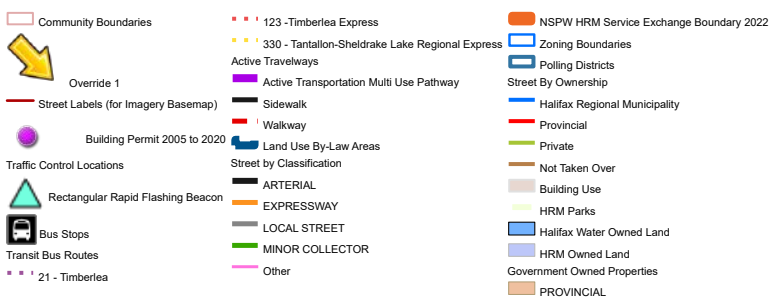 Community Boundaries
Override 1
Street Labels (for Imagery Basemap)
Building Permit 2005 to 2020
Traffic Control Locations
Rectangular Rapid Flashing Beacon
Bus Stops
Transit Bus Routes
21 - Timberlea
123 -Timberlea Express
330 - Tantallon-Sheldrake Lake Regional Express
Active Travelways
Active Transportation Multi Use Pathway
Sidewalk
Walkway
Land Use By-Law Areas
Street by Classification
ARTERIAL
EXPRESSWAY
LOCAL STREET
MINOR COLLECTOR
Other
NSPW HRM Service Exchange Boundary 2022
Zoning Boundaries
Polling Districts
Street By Ownership
Halifax Regional Municipality
Provincial
Private
Not Taken Over
Building Use
HRM Parks
Halifax Water Owned Land
HRM Owned Land
Government Owned Properties
PROVINCIAL